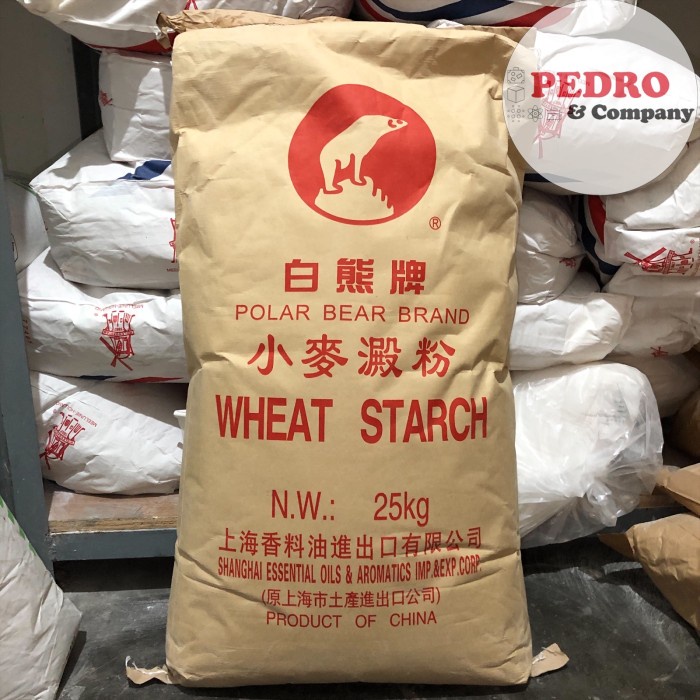 PEDRO
& Company
®
白熊牌
POLAR BEAR BRAND
小麥澱粉
WHEAT STARCH
N.W.: 25kg
上海香料油進出口有限公司
SHANGHAI ESSENTIAL OILS & AROMATICS IMP.&EXP.CORP.
(原上海市土產進出口公司)
PRODUCT OF CHINA